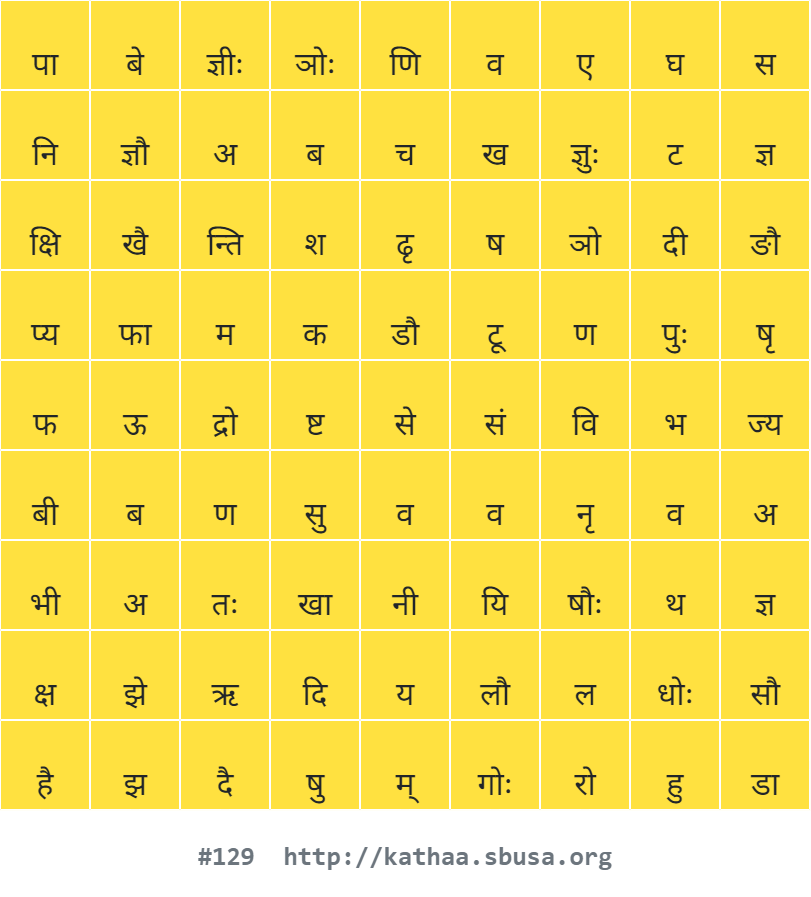 पा बे ज्ञीः ञोः णि व ए घ स
नि ज्ञौ अ ब च ख ज्ञुः ट ज्ञ
क्षि खै न्ति श ढृ ष ञो दी ङौ
प्य फा म क डौ टू ण पुः षृ
फ ऊ द्रो ष्ट से सं वि भ ज्य
बी ब ण सु व व नृ व अ
भी अ तः खा नी यि षौः थ ज्ञ
क्ष झे ऋ दि य लौ ल धोः सौ
है झ दै षु म् गोः रो हु डा
#129 http://kathaa.sbusa.org